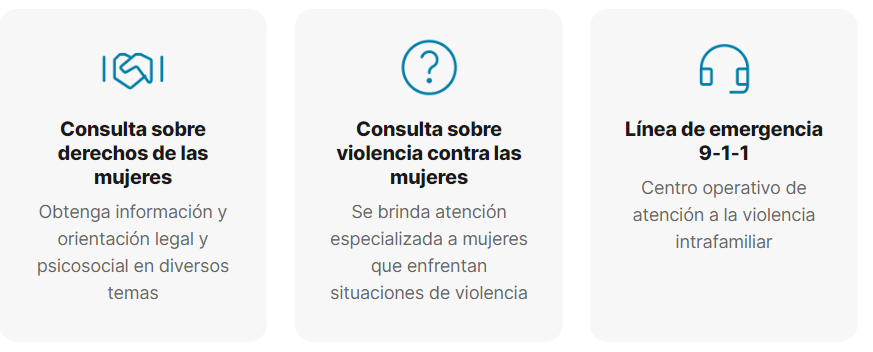 Consulta sobre
derechos de las
mujeres
Obtenga información y
orientación legal y
psicosocial en diversos
temas
Consulta sobre
violencia contra las
mujeres
Se brinda atención
especializada a mujeres
que enfrentan
situaciones de violencia
Línea de emergencia
9-1-1
Centro operativo de
atención a la violencia
intrafamiliar